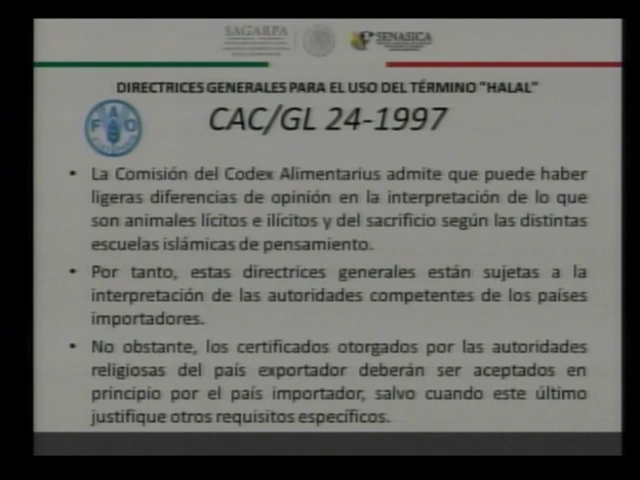 SAGARPA
SENASICA
DIRECTRICES GENERALES PARA EL USO DEL TÉRMINO "HALAL"
CAC/GL 24-1997
FAO
• La Comisión del Codex Alimentarius admite que puede haber
ligeras diferencias de opinión en la interpretación de lo que
son animales lícitos e ilícitos y del sacrificio según las distintas
escuelas islámicas de pensamiento.
• Por tanto, estas directrices generales están sujetas a la
interpretación de las autoridades competentes de los países
importadores.
• No obstante, los certificados otorgados por las autoridades
religiosas del país exportador deberán ser aceptados en
principio por el país importador, salvo cuando este último
justifique otros requisitos específicos.